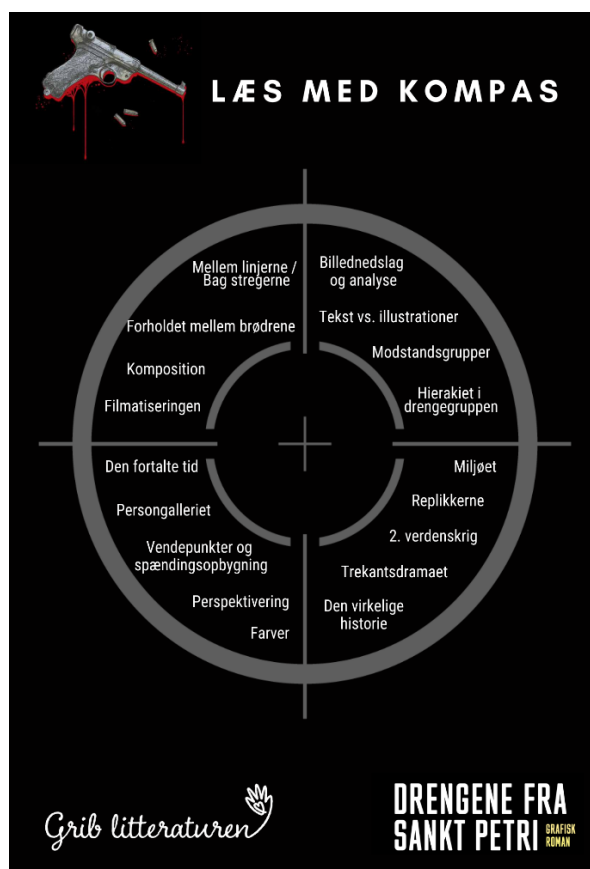 LÆS MED KOMPAS
Mellem linjerne /
Bag stregerne
Forholdet mellem brødrene
Komposition
Filmatiseringen
Billednedslag
og analyse
Tekst vs. illustrationer
Modstandsgrupper
Hierakiet i
drengegruppen
Den fortalte tid
Persongalleriet
Vendepunkter og
spændingsopbygning
Perspektivering
Farver
Miljøet
Replikkerne
2. verdenskrig
Trekantsdramaet
Den virkelige
historie
Grib litteraturen
DRENGENE FRA
SANKT PETRI
GRAFISK
ROMAN